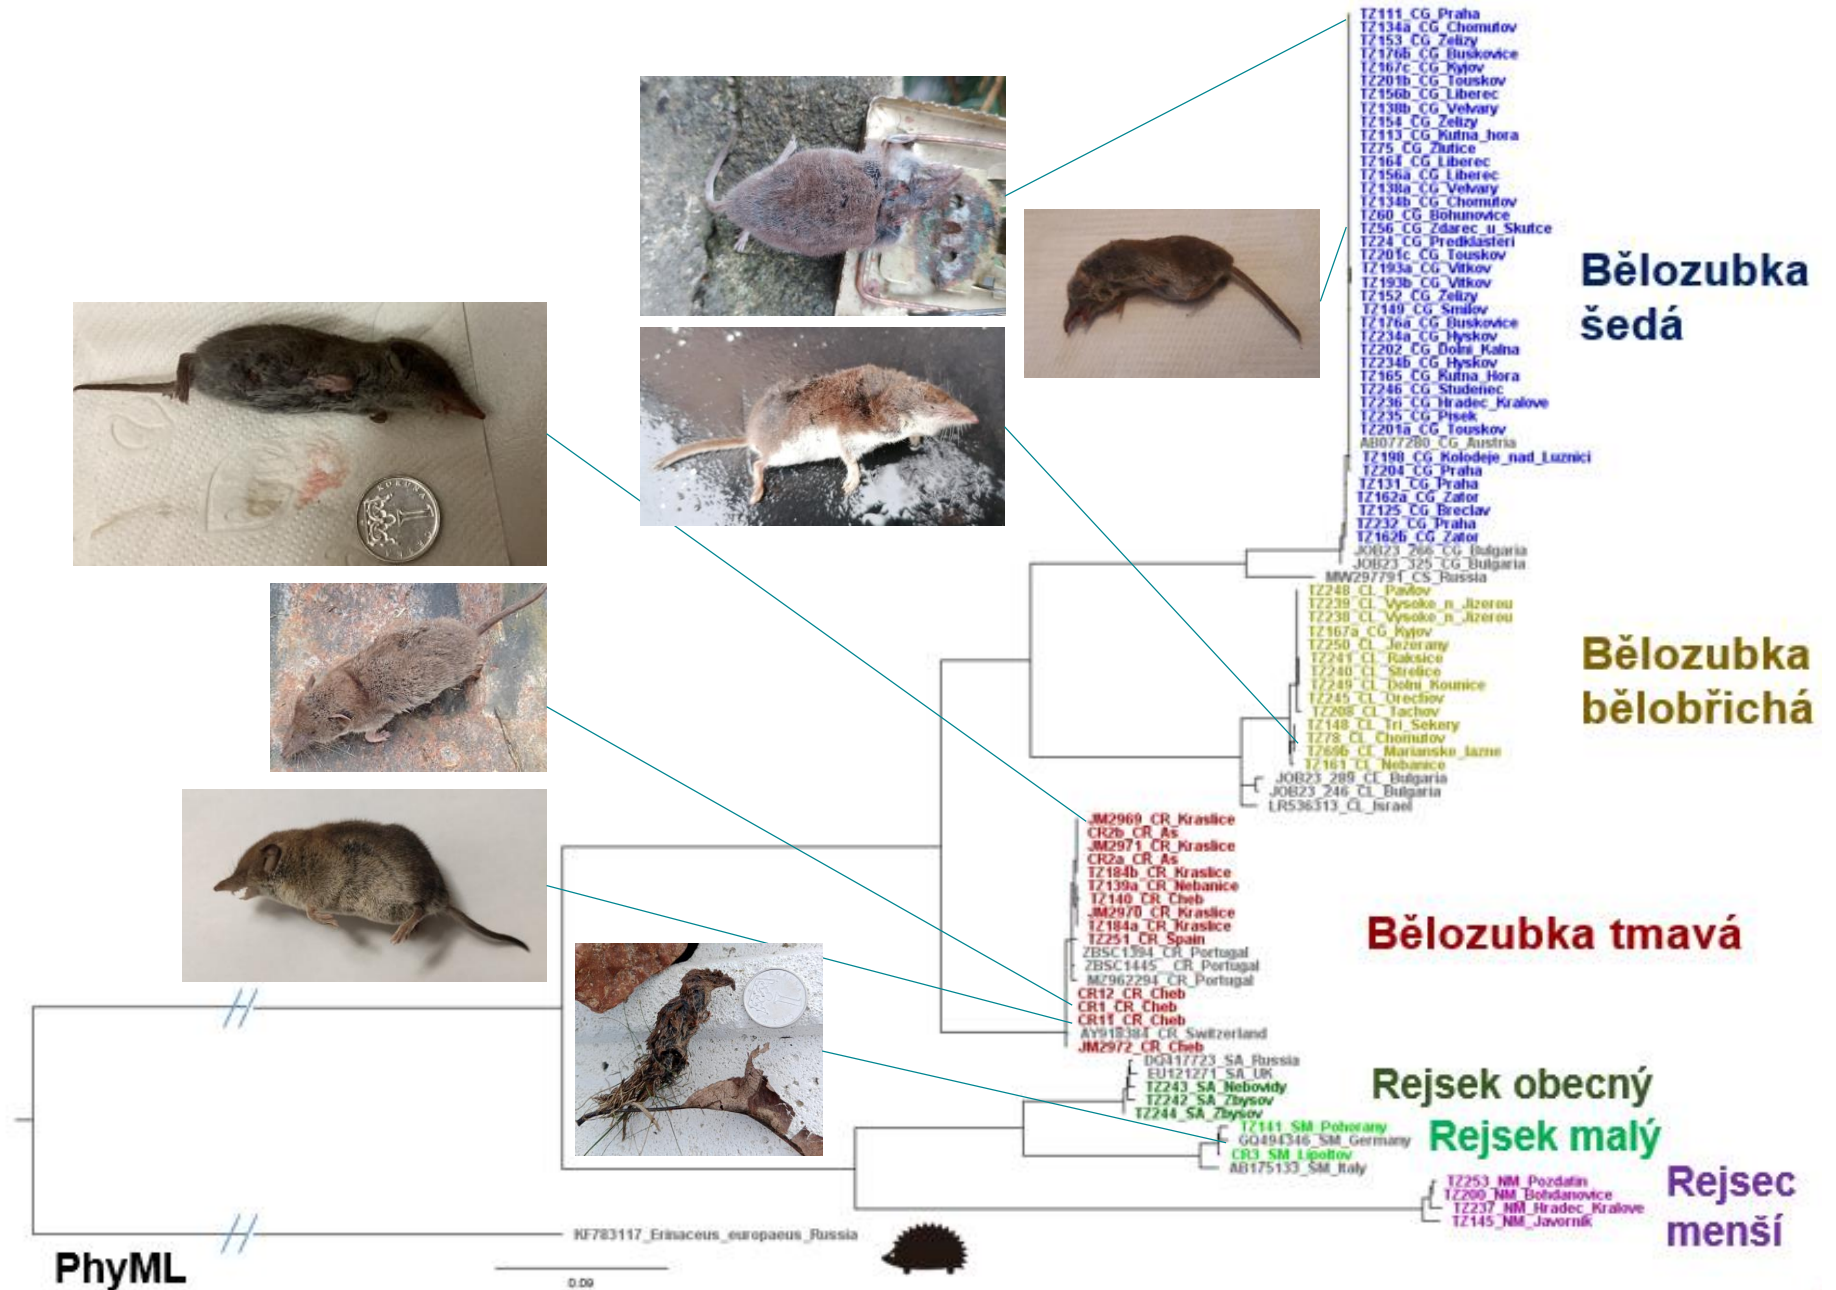 TZ111_CG_Praha
TZ134a_CG_Chomutov
TZ153_CG_Zelizy
TZ176b_CG_Buskovice
TZ167c_CG_Kyjov
TZ201b_CG_Touskov
TZ156b_CG_Liberec
TZ138b_CG_Velvary
TZ154_CG_Zelizy
TZ113_CG_Kutna_hora
TZ75_CG_Zlutice
TZ164_CG_Liberec
TZ156a_CG_Liberec
TZ138a_CG_Velvary
TZ134b_CG_Chomutov
TZ60_CG_Bohunovice
TZ56_CG_Zdarec_u_Skutce
TZ24_CG_Predklasteri
TZ201c_CG_Touskov
TZ193a_CG_Vitkov
TZ193b_CG_Vitkov
TZ152_CG_Zelizy
TZ149_CG_Smilov
TZ176a_CG_Buskovice
TZ234a_CG_Hyskov
TZ202_CG_Dolni_Kalna
TZ234b_CG_Hyskov
TZ165_CG_Kutna_Hora
TZ246_CG_Studenec
TZ236_CG_Hradec_Kralove
TZ235_CG_Pisek
TZ201a_CG_Touskov
AB077280_CG_Austria
TZ198_CG_Kolodeje_nad_Luznici
TZ204_CG_Praha
TZ131_CG_Praha
TZ162a_CG_Zator
TZ125_CG_Breclav
TZ232_CG_Praha
TZ162b_CG_Zator
JOB23_266_CG_Bulgaria
JOB23_325_CG_Bulgaria
MW297791_CS_Russia
Bělozubka
šedá
TZ248_CL_Pavlov
TZ239_CL_Vysoke_n_Jizerou
TZ238_CL_Vysoke_n_Jizerou
TZ167a_CG_Kyjov
TZ250_CL_Jezerany
TZ241_CL_Raksice
TZ240_CL_Strelice
TZ249_CL_Dolni_Kounice
TZ245_CL_Orechov
TZ208_CL_Tachov
TZ148_CL_Tri_Sekery
TZ78_CL_Chomutov
TZ69b_CL_Marianske_lazne
TZ161_CL_Nebanice
JOB23_289_CL_Bulgaria
JOB23_246_CL_Bulgaria
LR536313_CL_Israel
Bělozubka
bělobřichá
JM2969_CR_Kraslice
CR2b_CR_As
JM2971_CR_Kraslice
CR2a_CR_As
TZ184b_CR_Kraslice
TZ139a_CR_Nebanice
TZ140_CR_Cheb
JM2970_CR_Kraslice
TZ184a_CR_Kraslice
TZ251_CR_Spain
ZBSC1394_CR_Portugal
ZBSC1445__CR_Portugal
MZ962294_CR_Portugal
CR12_CR_Cheb
CR1_CR_Cheb
CR11_CR_Cheb
AY918384_CR_Switzerland
JM2972_CR_Cheb
Bělozubka tmavá
DQ417723_SA_Russia
EU121271_SA_UK
TZ243_SA_Nebovidy
TZ242_SA_Zbysov
TZ244_SA_Zbysov
Rejsek obecný
TZ141_SM_Pohorany
GQ494346_SM_Germany
CR3_SM_Lipoltov
AB175133_SM_Italy
Rejsek malý
TZ253_NM_Pozdatin
TZ200_NM_Bohdanovice
TZ237_NM_Hradec_Kralove
TZ145_NM_Javornik
Rejsec
menší
KF783117_Erinaceus_europaeus_Russia
PhyML
0.09
KORUNA
1